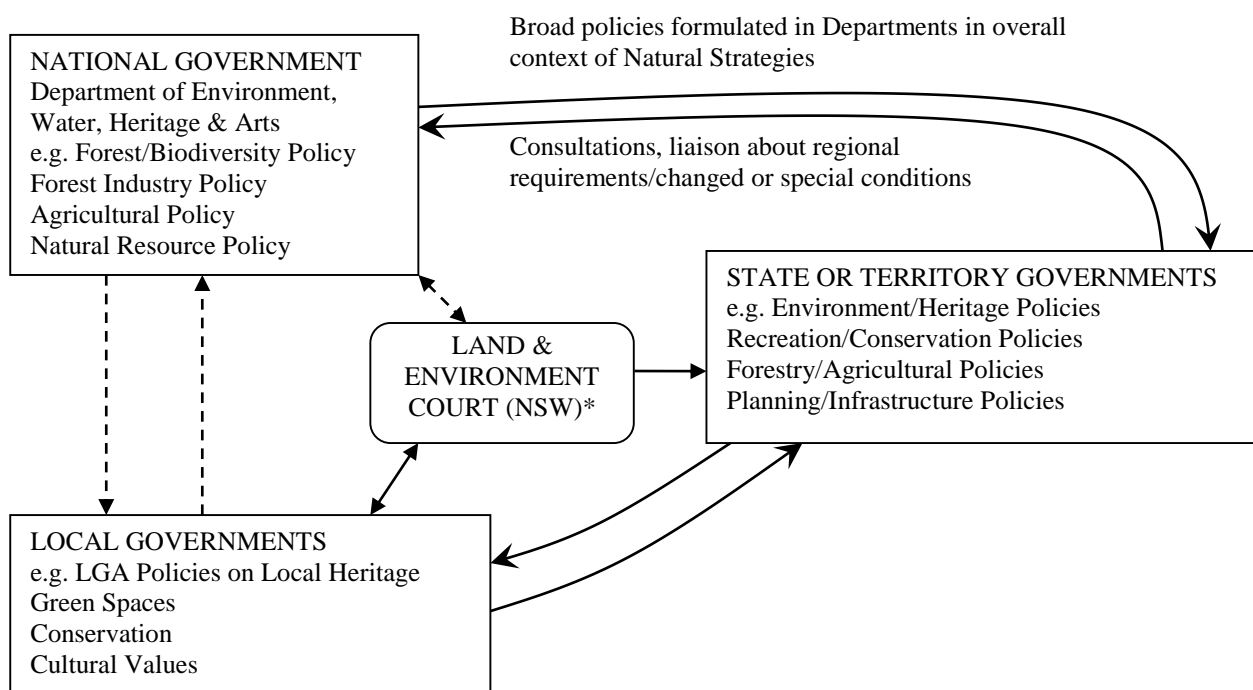 Broad policies formulated in Departments in overall
context of Natural Strategies
NATIONAL GOVERNMENT
Department of Environment,
Water, Heritage & Arts
e.g. Forest/Biodiversity Policy
Forest Industry Policy
Agricultural Policy
Natural Resource Policy
Consultations, liaison about regional
requirements/changed or special conditions
STATE OR TERRITORY GOVERNMENTS
e.g. Environment/Heritage Policies
Recreation/Conservation Policies
Forestry/Agricultural Policies
Planning/Infrastructure Policies
LAND &
ENVIRONMENT
COURT (NSW)*
LOCAL GOVERNMENTS
e.g. LGA Policies on Local Heritage
Green Spaces
Conservation
Cultural Values